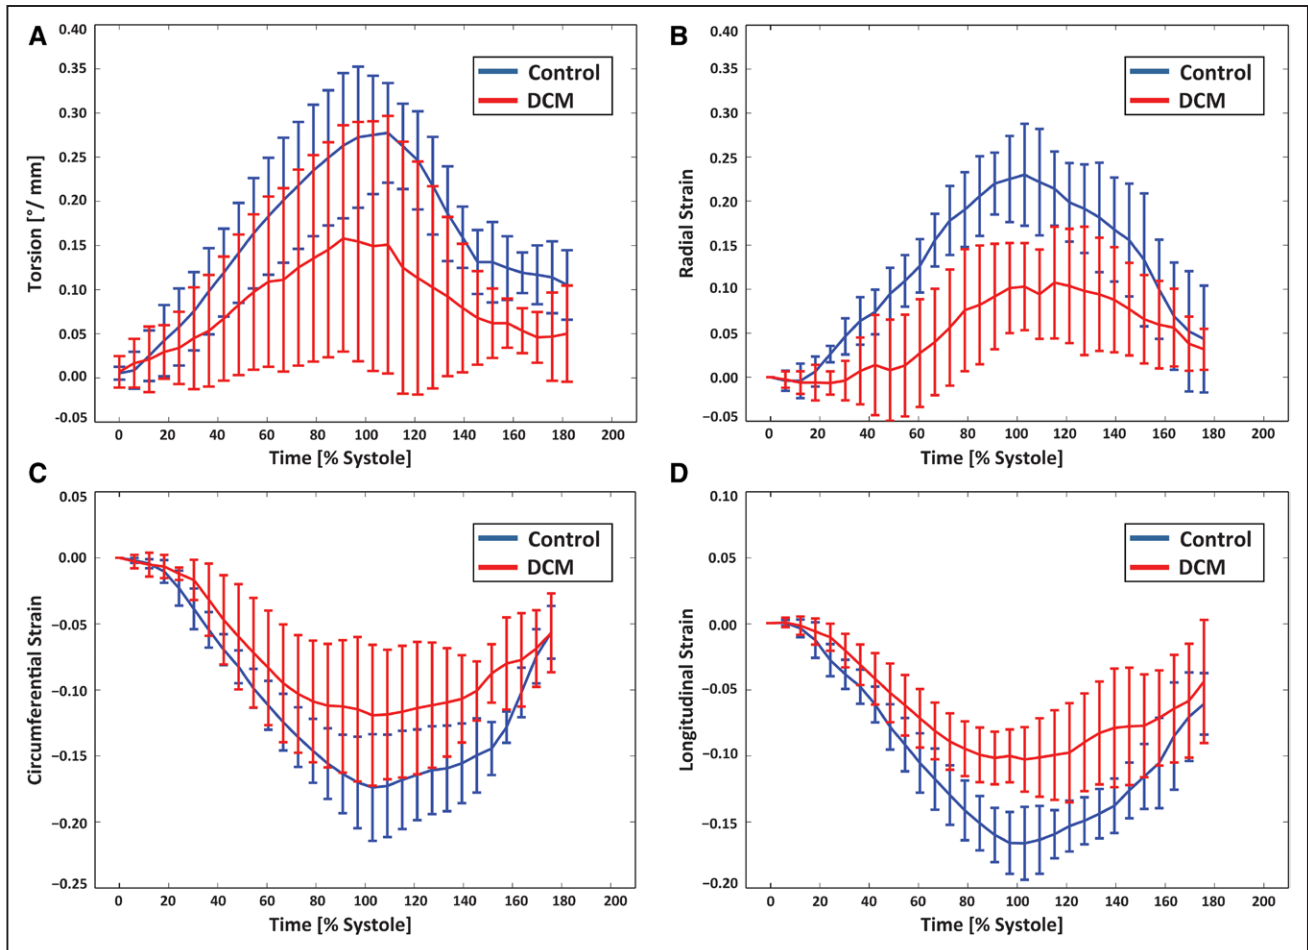 A
0.40
0.35
0.30
0.25
0.20
0.15
0.10
0.05
0.00
−0.05
Torsion [°/ mm]
Control
DCM
0 20 40 60 80 100 120 140 160 180 200
Time [% Systole]
B
0.40
0.35
0.30
0.25
0.20
0.15
0.10
0.05
0.00
−0.05
Radial Strain
Control
DCM
0 20 40 60 80 100 120 140 160 180 200
Time [% Systole]
C
0.05
0.00
−0.05
−0.10
−0.15
−0.20
−0.25
Circumferential Strain
Control
DCM
0 20 40 60 80 100 120 140 160 180 200
Time [% Systole]
D
0.10
0.05
0.00
−0.05
−0.10
−0.15
−0.20
Longitudinal Strain
Control
DCM
0 20 40 60 80 100 120 140 160 180 200
Time [% Systole]